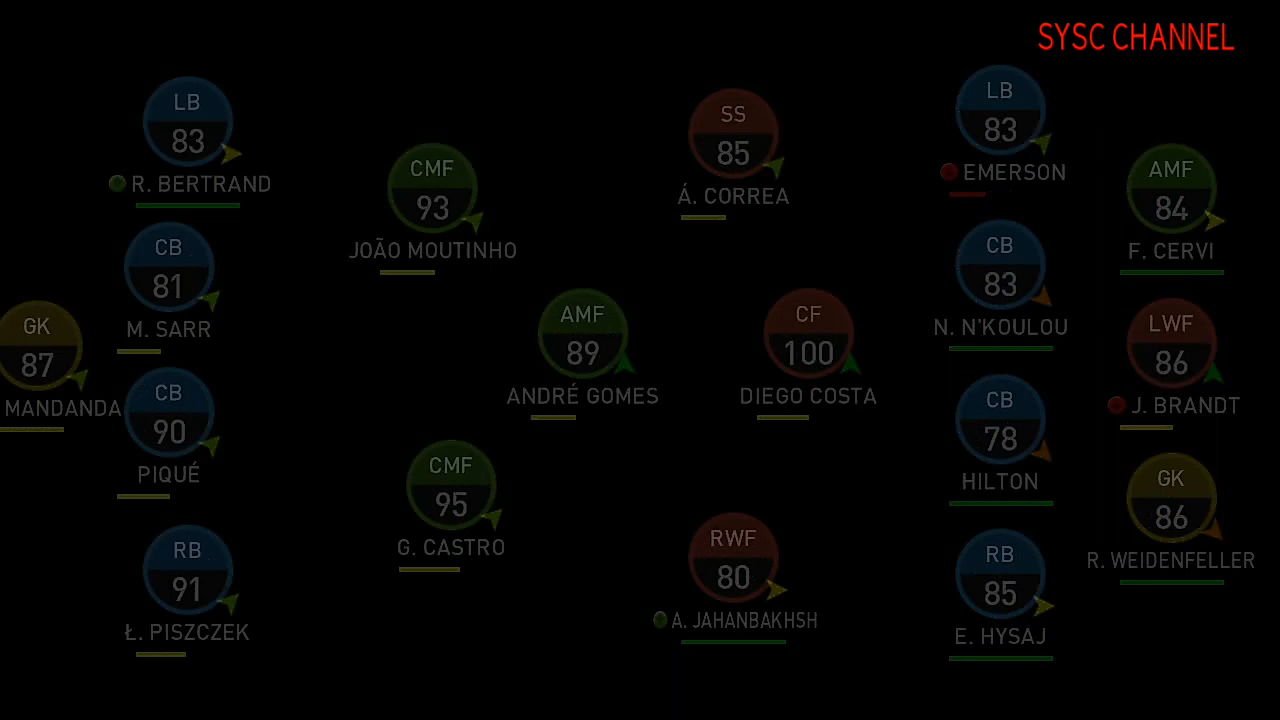 SYSC CHANNEL
LB
83
R. BERTRAND
CB
81
M. SARR
GK
87
MANDANDA
CB
90
PIQUÉ
RB
91
Ł. PISZCZEK
CMF
93
JOÃO MOUTINHO
CMF
95
G. CASTRO
AMF
89
ANDRÉ GOMES
SS
85
Á. CORREA
CF
100
DIEGO COSTA
RWF
80
A. JAHANBAKHSH
LB
83
EMERSON
CB
83
N. N'KOULOU
CB
78
HILTON
RB
85
E. HYSAJ
AMF
84
F. CERVI
LWF
86
J. BRANDT
GK
86
R. WEIDENFELLER